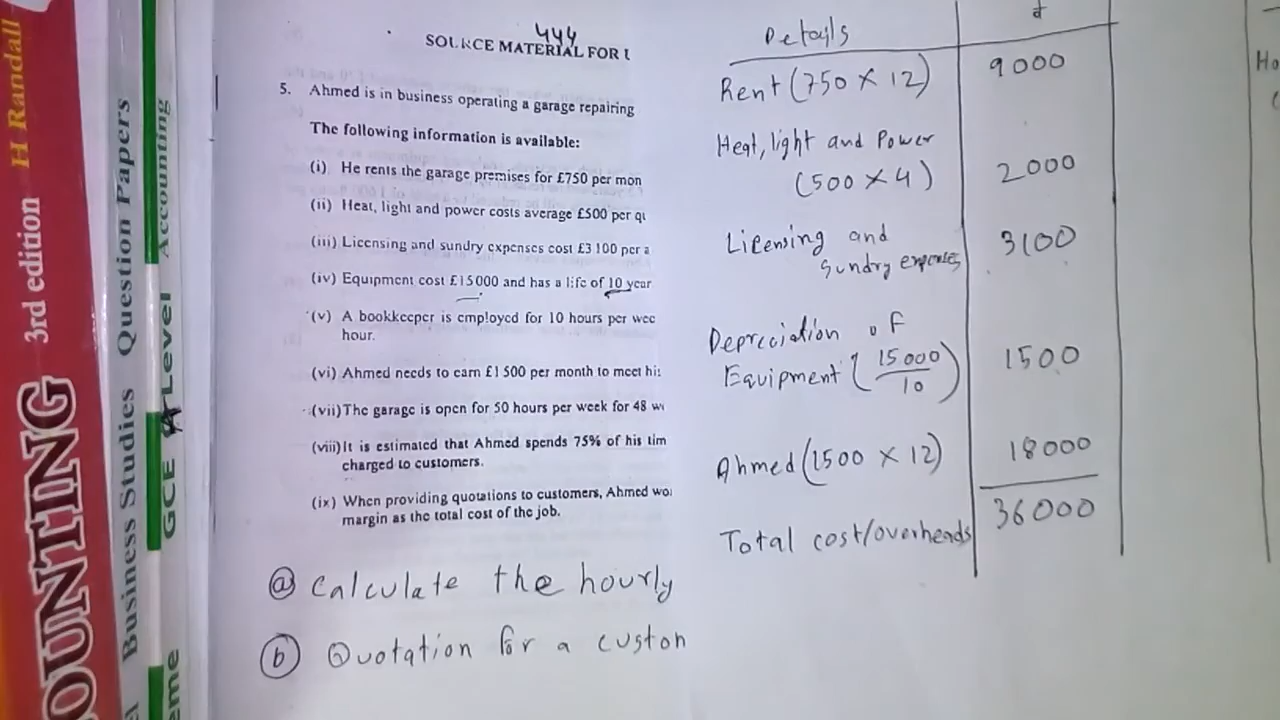 H Randall
3rd edition
OUNTING
Business Studies Question Papers
GCE A Level Accounting
eme
444
SOURCE MATERIAL FOR
5. Ahmed is in business operating a garage repairing
The following information is available:
(i) He rents the garage premises for £750 per mon
(ii) Heat, light and power costs average £500 per qu
(iii) Licensing and sundry expenses cost £3 100 per a
(iv) Equipment cost £15 000 and has a life of 10 year
(v) A bookkeeper is employed for 10 hours per wee
hour.
(vi) Ahmed needs to earn £1 500 per month to meet his
(vii) The garage is open for 50 hours per week for 48 w
(viii) It is estimated that Ahmed spends 75% of his tim
charged to customers.
(ix) When providing quotations to customers, Ahmed wo
margin as the total cost of the job.
(a) Calculate the hourly
(b) Quotation for a custom
Details £
Rent (750 × 12) 9000
Heat, light and Power
(500 × 4) 2000
Licensing and 3100
Sundry expenses
Depreciation of
Equipment (15000/10) 1500
Ahmed (1500 × 12) 18000
Total cost/overheads 36000
Ho